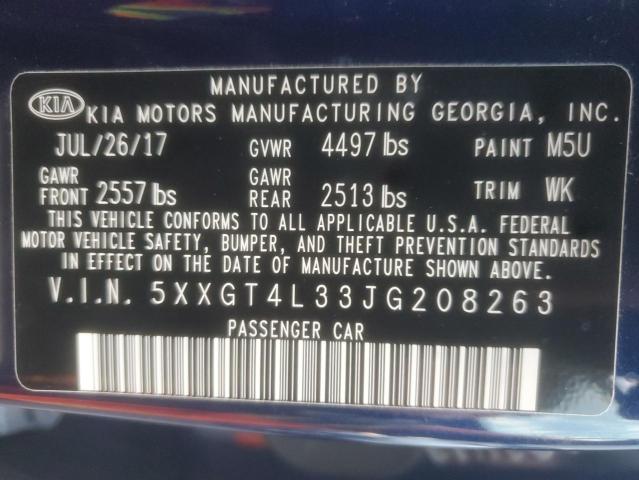 MANUFACTURED BY
KIA KIA MOTORS MANUFACTURING GEORGIA, INC.
JUL/26/17 GVWR 4497 lbs PAINT M5U
GAWR FRONT 2557 lbs GAWR REAR 2513 lbs TRIM WK
THIS VEHICLE CONFORMS TO ALL APPLICABLE U.S.A. FEDERAL
MOTOR VEHICLE SAFETY, BUMPER, AND THEFT PREVENTION STANDARDS
IN EFFECT ON THE DATE OF MANUFACTURE SHOWN ABOVE.
V.I.N. 5XXGT4L33JG208263
PASSENGER CAR